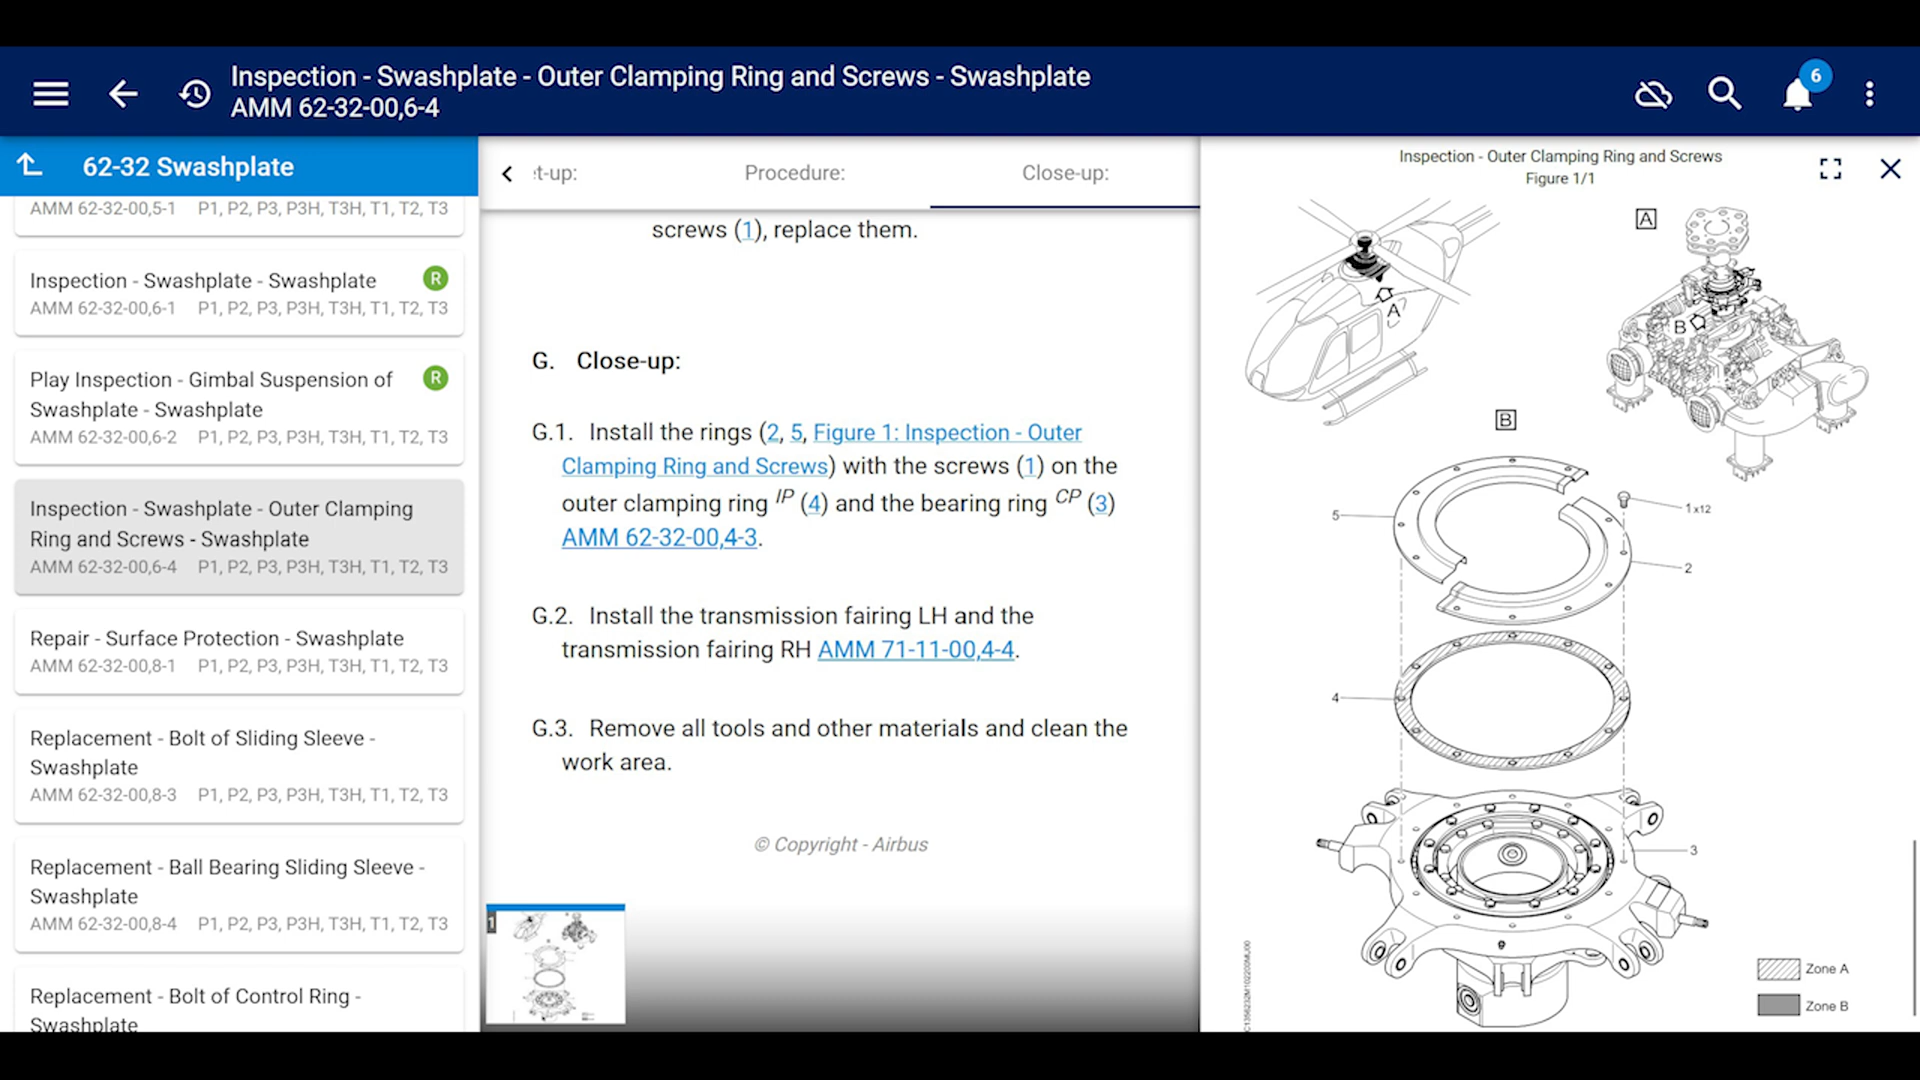 Inspection - Swashplate - Outer Clamping Ring and Screws - Swashplate
AMM 62-32-00,6-4
6
62-32 Swashplate
AMM 62-32-00,5-1 P1, P2, P3, P3H, T3H, T1, T2, T3
Inspection - Swashplate - Swashplate
R
AMM 62-32-00,6-1 P1, P2, P3, P3H, T3H, T1, T2, T3
Play Inspection - Gimbal Suspension of
Swashplate - Swashplate
R
AMM 62-32-00,6-2 P1, P2, P3, P3H, T3H, T1, T2, T3
Inspection - Swashplate - Outer Clamping
Ring and Screws - Swashplate
AMM 62-32-00,6-4 P1, P2, P3, P3H, T3H, T1, T2, T3
Repair - Surface Protection - Swashplate
AMM 62-32-00,8-1 P1, P2, P3, P3H, T3H, T1, T2, T3
Replacement - Bolt of Sliding Sleeve -
Swashplate
AMM 62-32-00,8-3 P1, P2, P3, P3H, T3H, T1, T2, T3
Replacement - Ball Bearing Sliding Sleeve -
Swashplate
AMM 62-32-00,8-4 P1, P2, P3, P3H, T3H, T1, T2, T3
Replacement - Bolt of Control Ring -
Swashplate
t-up: Procedure: Close-up:
screws (1), replace them.
G. Close-up:
G.1. Install the rings (2, 5, Figure 1: Inspection - Outer
Clamping Ring and Screws) with the screws (1) on the
outer clamping ring IP (4) and the bearing ring CP (3)
AMM 62-32-00,4-3.
G.2. Install the transmission fairing LH and the
transmission fairing RH AMM 71-11-00,4-4.
G.3. Remove all tools and other materials and clean the
work area.
© Copyright - Airbus
1
Inspection - Outer Clamping Ring and Screws
Figure 1/1
A
A
B
B
1 x12
5
2
4
3
Zone A
Zone B